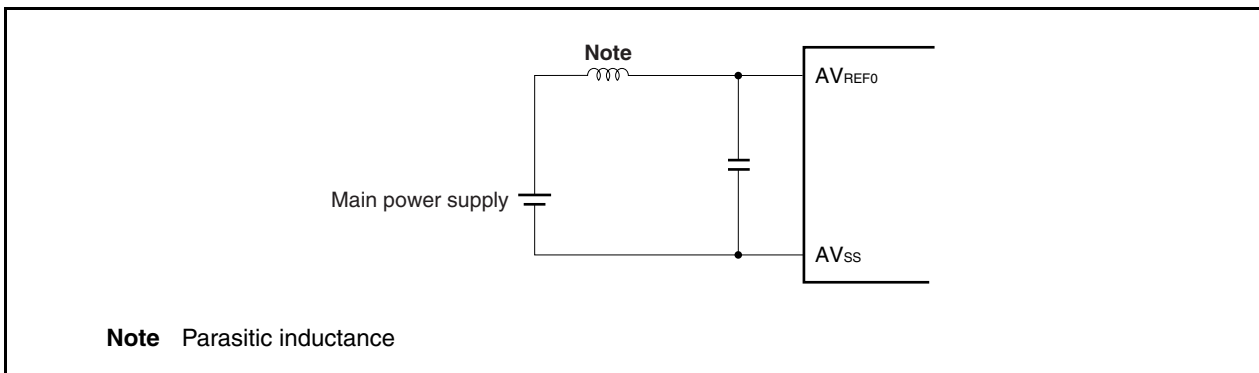 Note
AVREF0
Main power supply
AVSS
Note Parasitic inductance